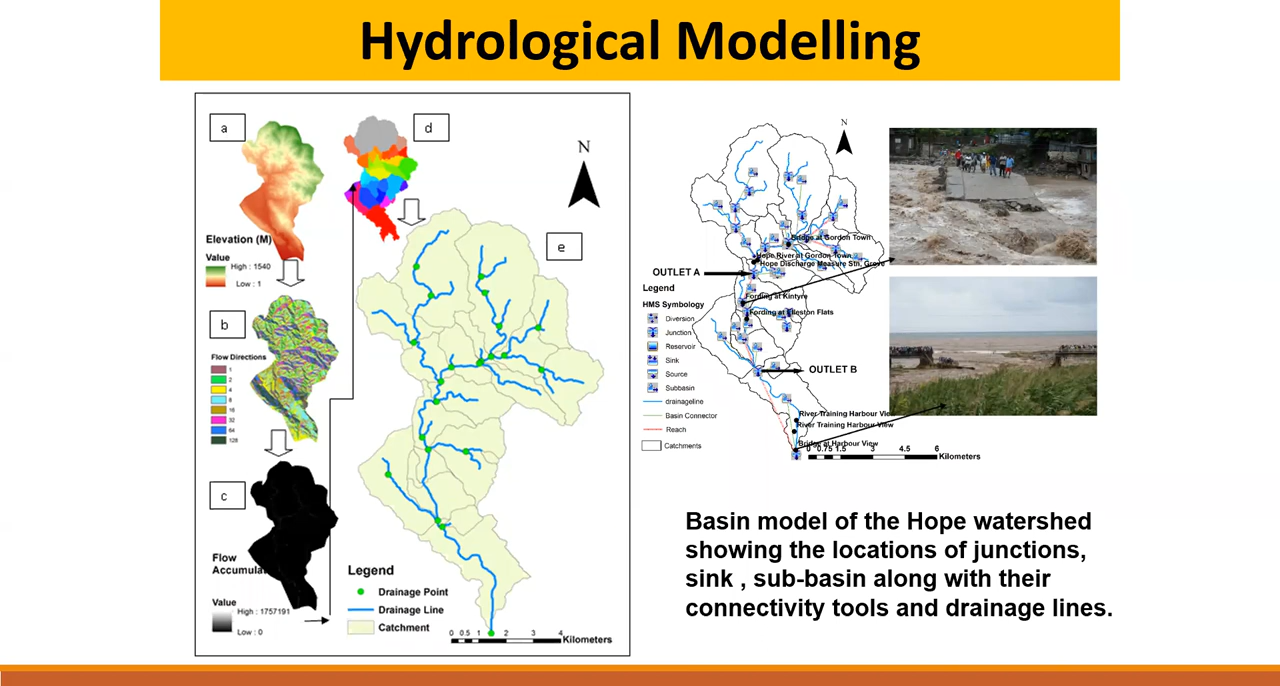 Hydrological Modelling
a
d
N
e
Elevation (M)
Value
High : 1540
Low : 1
b
Flow Directions
1
2
4
8
16
32
64
128
c
Flow
Accumula
Value
High : 1757191
Low : 0
Legend
Drainage Point
Drainage Line
Catchment
0 0.5 1 2 3 4
Kilometers
N
Bridge at Gordon Town
Hope River at Gordon Town
Hope Discharge Measure Stn. Grove
OUTLET A
Legend
HMS Symbology
Diversion
Junction
Reservoir
Sink
Source
Subbasin
drainageline
Basin Connector
Reach
Catchments
Fording at Kintyre
Fording at Elleston Flats
OUTLET B
River Training Harbour View
River Training Harbour View
Bridge at Harbour View
0 0.75 1.5 3 4.5 6
Kilometers
Basin model of the Hope watershed
showing the locations of junctions,
sink , sub-basin along with their
connectivity tools and drainage lines.